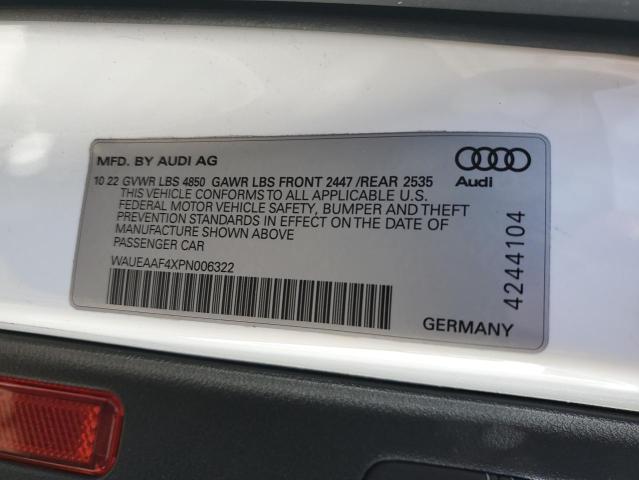 MFD. BY AUDI AG
10 22 GVWR LBS 4850 GAWR LBS FRONT 2447 /REAR 2535
THIS VEHICLE CONFORMS TO ALL APPLICABLE U.S.
FEDERAL MOTOR VEHICLE SAFETY, BUMPER AND THEFT
PREVENTION STANDARDS IN EFFECT ON THE DATE OF
MANUFACTURE SHOWN ABOVE
PASSENGER CAR
WAUEAAF4XPN006322
GERMANY
Audi
4244104